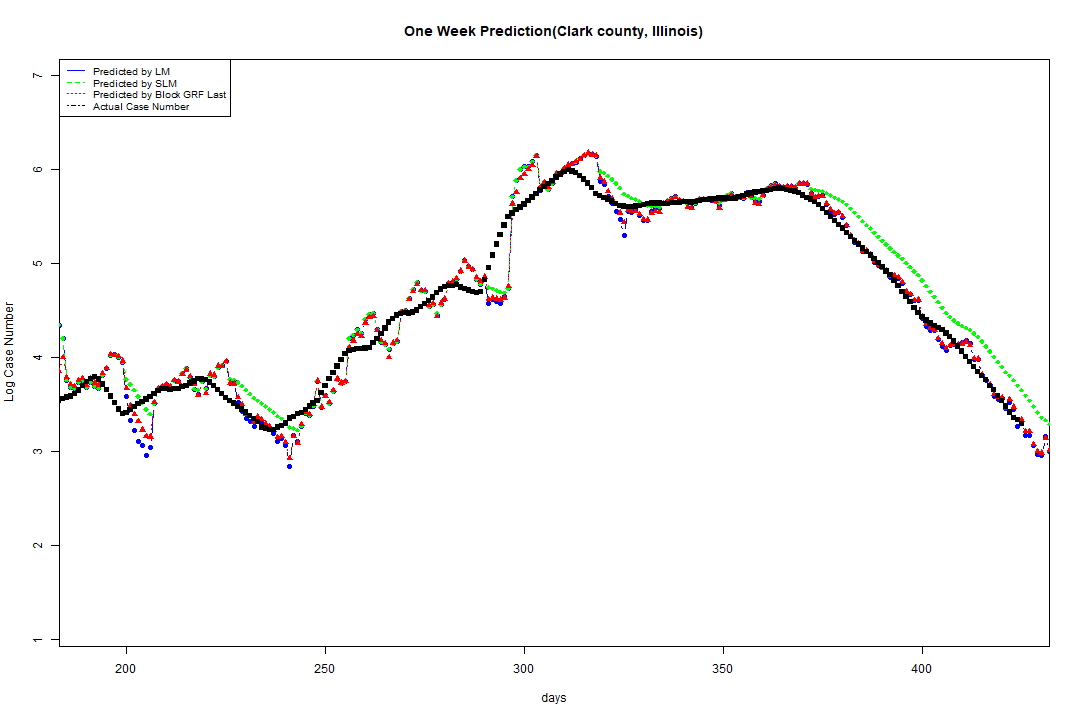 One Week Prediction(Clark county, Illinois)
Predicted by LM
Predicted by SLM
Predicted by Block GRF Last
Actual Case Number
7
6
5
4
3
2
1
Log Case Number
200 250 300 350 400
days